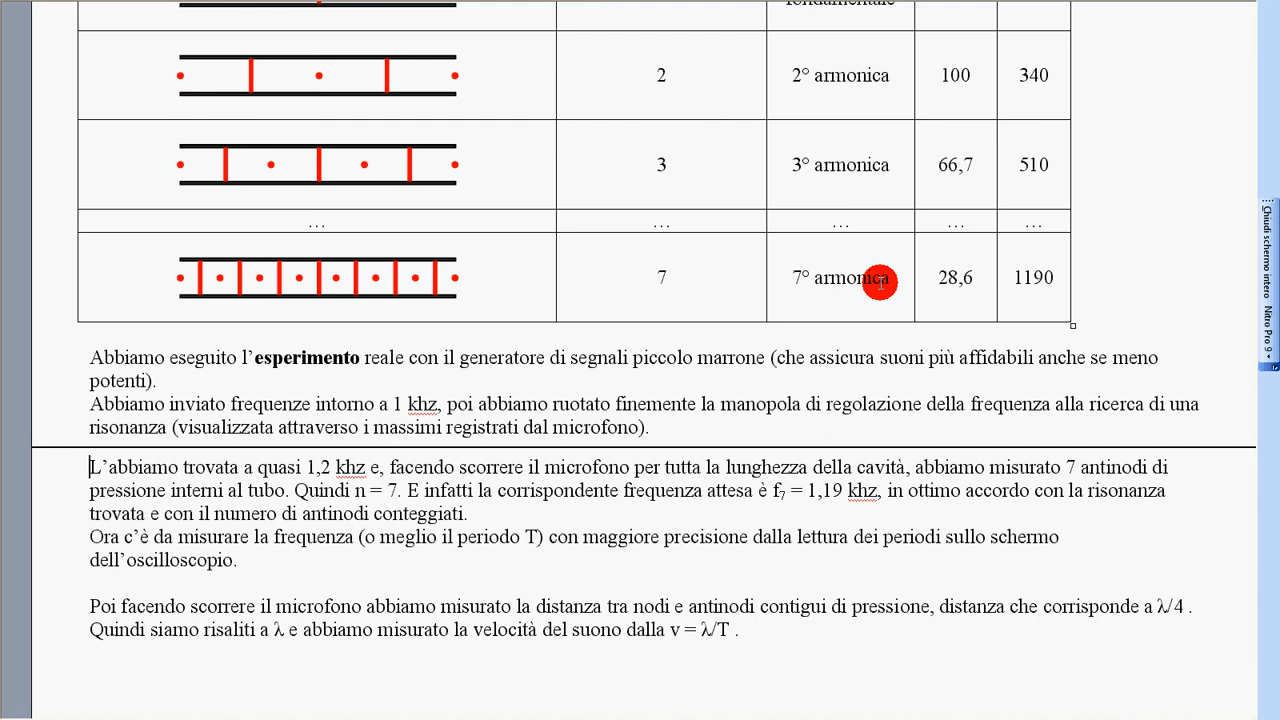 fondamentale
2 2° armonica 100 340
3 3° armonica 66,7 510
... ... ... ... ...
7 7° armonica 28,6 1190
Abbiamo eseguito l'esperimento reale con il generatore di segnali piccolo marrone (che assicura suoni più affidabili anche se meno
potenti).
Abbiamo inviato frequenze intorno a 1 khz, poi abbiamo ruotato finemente la manopola di regolazione della frequenza alla ricerca di una
risonanza (visualizzata attraverso i massimi registrati dal microfono).
L'abbiamo trovata a quasi 1,2 khz e, facendo scorrere il microfono per tutta la lunghezza della cavità, abbiamo misurato 7 antinodi di
pressione interni al tubo. Quindi n = 7. E infatti la corrispondente frequenza attesa è f₇ = 1,19 khz, in ottimo accordo con la risonanza
trovata e con il numero di antinodi conteggiati.
Ora c'è da misurare la frequenza (o meglio il periodo T) con maggiore precisione dalla lettura dei periodi sullo schermo
dell'oscilloscopio.
Poi facendo scorrere il microfono abbiamo misurato la distanza tra nodi e antinodi contigui di pressione, distanza che corrisponde a λ/4 .
Quindi siamo risaliti a λ e abbiamo misurato la velocità del suono dalla v = λ/T .
Chiudi schermo intero Nitro Pro 9